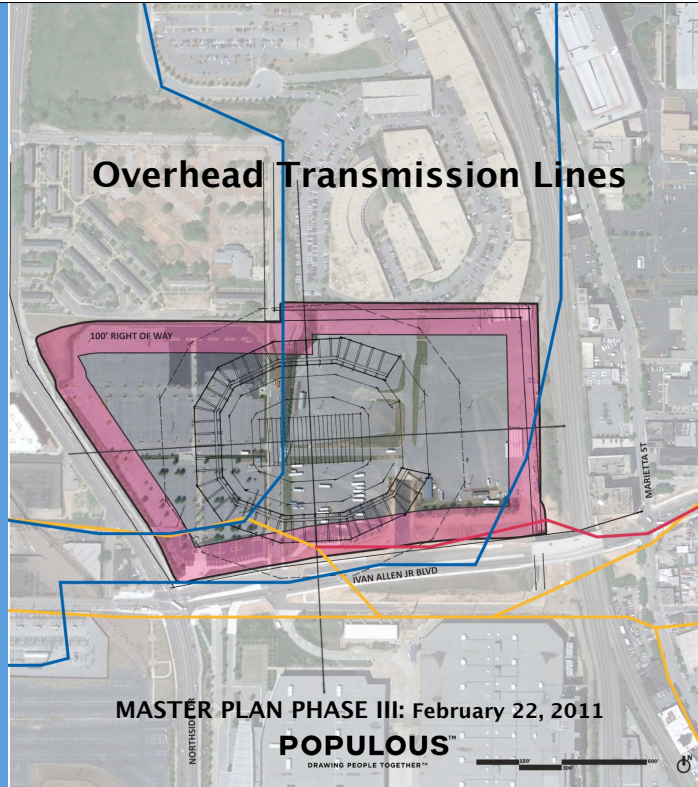 Overhead Transmission Lines
100' RIGHT OF WAY
MARIETTA ST
IVAN ALLEN JR BLVD
NORTHSIDE DR
MASTER PLAN PHASE III: February 22, 2011
POPULOUS™
DRAWING PEOPLE TOGETHER™
150' 300' 600' N